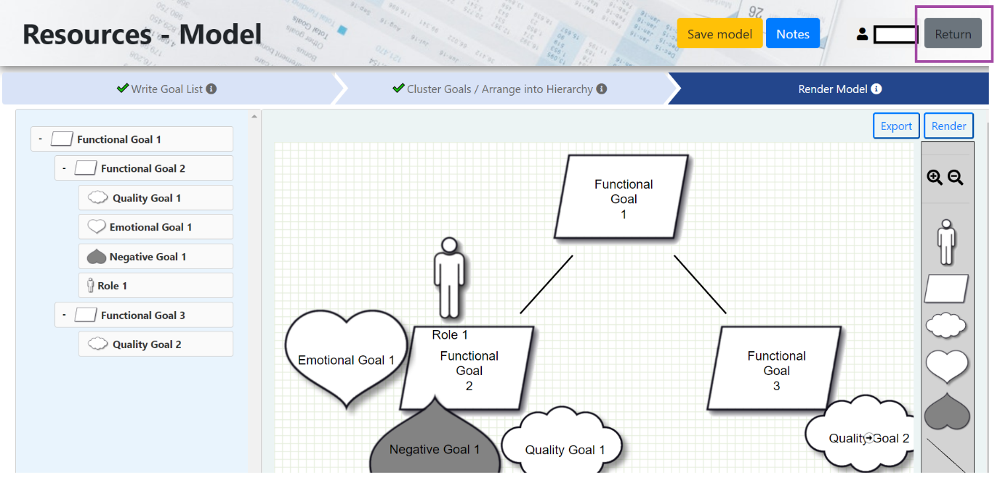 Resources - Model
Save model
Notes
Return
Write Goal List
Cluster Goals / Arrange into Hierarchy
Render Model
Export
Render
- Functional Goal 1
- Functional Goal 2
Quality Goal 1
Emotional Goal 1
Negative Goal 1
Role 1
- Functional Goal 3
Quality Goal 2
Functional
Goal
1
Role 1
Emotional Goal 1
Functional
Goal
2
Functional
Goal
3
Negative Goal 1
Quality Goal 1
Quality Goal 2